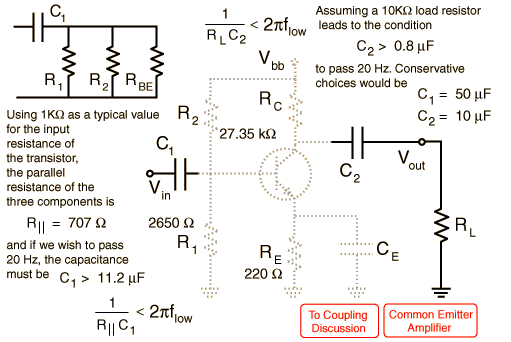 C1
R1
R2
RBE
1 / (RL C2) < 2πflow
Assuming a 10KΩ load resistor
leads to the condition
C2 > 0.8 μF
to pass 20 Hz. Conservative
choices would be
C1 = 50 μF
C2 = 10 μF
Using 1KΩ as a typical value
for the input
resistance of
the transistor,
the parallel
resistance of the
three components is
R|| = 707 Ω
and if we wish to pass
20 Hz, the capacitance
must be C1 > 11.2 μF
1 / (R|| C1) < 2πflow
Vbb
R2
27.35 kΩ
RC
C1
Vin
C2
Vout
2650 Ω
R1
RE
220 Ω
CE
RL
To Coupling
Discussion
Common Emitter
Amplifier